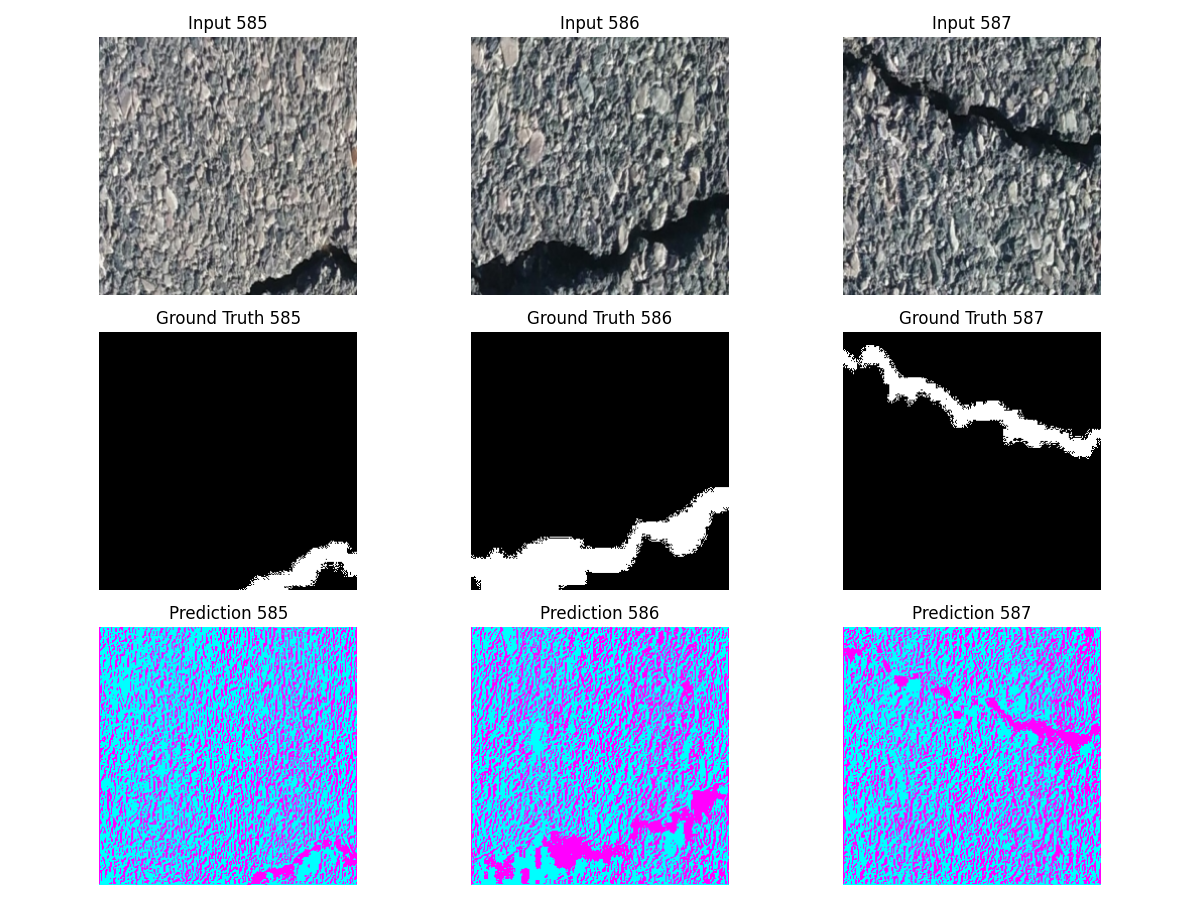 Input 585
Input 586
Input 587
Ground Truth 585
Ground Truth 586
Ground Truth 587
Prediction 585
Prediction 586
Prediction 587